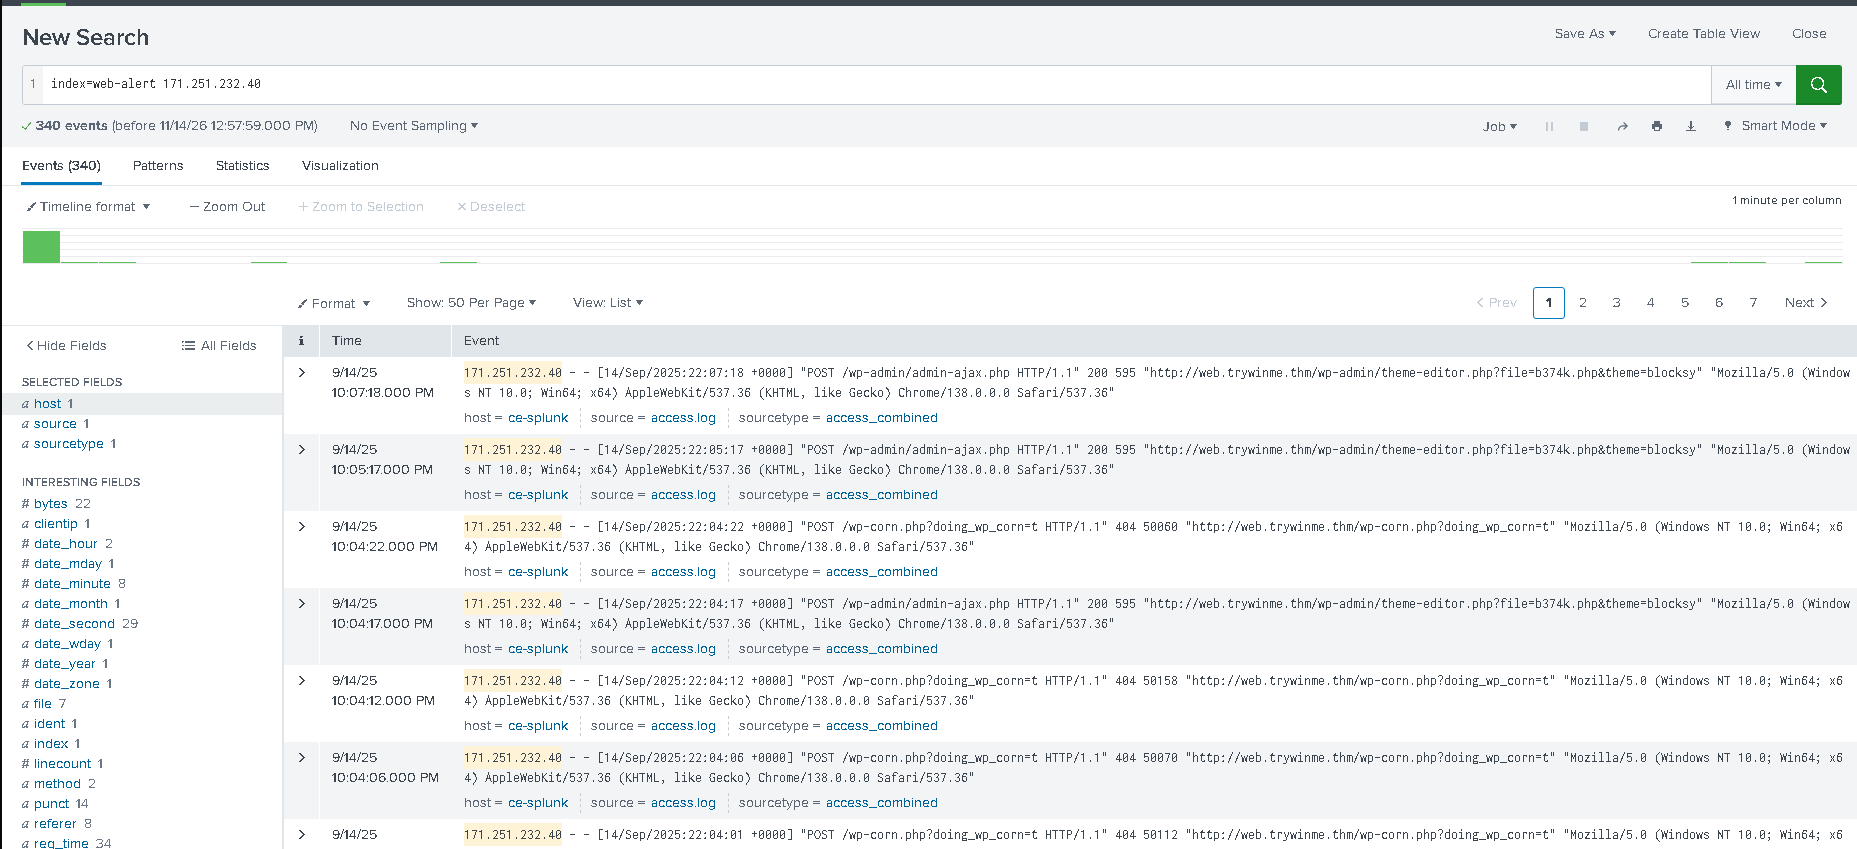 New Search
Save As
Create Table View
Close
1 index=web-alert 171.251.232.40
All time
340 events (before 11/14/26 12:57:59.000 PM)
No Event Sampling
Job
Smart Mode
Events (340)
Patterns
Statistics
Visualization
Timeline format
— Zoom Out
+ Zoom to Selection
× Deselect
1 minute per column
Format
Show: 50 Per Page
View: List
< Prev
1
2
3
4
5
6
7
Next >
< Hide Fields
All Fields
i
Time
Event
SELECTED FIELDS
a host 1
a source 1
a sourcetype 1
INTERESTING FIELDS
# bytes 22
a clientip 1
# date_hour 2
# date_mday 1
# date_minute 8
a date_month 1
# date_second 29
a date_wday 1
# date_year 1
# date_zone 1
a file 7
a ident 1
a index 1
# linecount 1
a method 2
a punct 14
a referer 8
a req_time 34
> 9/14/25
10:07:18.000 PM
171.251.232.40 - - [14/Sep/2025:22:07:18 +0000] "POST /wp-admin/admin-ajax.php HTTP/1.1" 200 595 "http://web.trywinme.thm/wp-admin/theme-editor.php?file=b374k.php&theme=blocksy" "Mozilla/5.0 (Window
s NT 10.0; Win64; x64) AppleWebKit/537.36 (KHTML, like Gecko) Chrome/138.0.0.0 Safari/537.36"
host = ce-splunk source = access.log sourcetype = access_combined
> 9/14/25
10:05:17.000 PM
171.251.232.40 - - [14/Sep/2025:22:05:17 +0000] "POST /wp-admin/admin-ajax.php HTTP/1.1" 200 595 "http://web.trywinme.thm/wp-admin/theme-editor.php?file=b374k.php&theme=blocksy" "Mozilla/5.0 (Window
s NT 10.0; Win64; x64) AppleWebKit/537.36 (KHTML, like Gecko) Chrome/138.0.0.0 Safari/537.36"
host = ce-splunk source = access.log sourcetype = access_combined
> 9/14/25
10:04:22.000 PM
171.251.232.40 - - [14/Sep/2025:22:04:22 +0000] "POST /wp-corn.php?doing_wp_corn=t HTTP/1.1" 404 50060 "http://web.trywinme.thm/wp-corn.php?doing_wp_corn=t" "Mozilla/5.0 (Windows NT 10.0; Win64; x6
4) AppleWebKit/537.36 (KHTML, like Gecko) Chrome/138.0.0.0 Safari/537.36"
host = ce-splunk source = access.log sourcetype = access_combined
> 9/14/25
10:04:17.000 PM
171.251.232.40 - - [14/Sep/2025:22:04:17 +0000] "POST /wp-admin/admin-ajax.php HTTP/1.1" 200 595 "http://web.trywinme.thm/wp-admin/theme-editor.php?file=b374k.php&theme=blocksy" "Mozilla/5.0 (Window
s NT 10.0; Win64; x64) AppleWebKit/537.36 (KHTML, like Gecko) Chrome/138.0.0.0 Safari/537.36"
host = ce-splunk source = access.log sourcetype = access_combined
> 9/14/25
10:04:12.000 PM
171.251.232.40 - - [14/Sep/2025:22:04:12 +0000] "POST /wp-corn.php?doing_wp_corn=t HTTP/1.1" 404 50158 "http://web.trywinme.thm/wp-corn.php?doing_wp_corn=t" "Mozilla/5.0 (Windows NT 10.0; Win64; x6
4) AppleWebKit/537.36 (KHTML, like Gecko) Chrome/138.0.0.0 Safari/537.36"
host = ce-splunk source = access.log sourcetype = access_combined
> 9/14/25
10:04:06.000 PM
171.251.232.40 - - [14/Sep/2025:22:04:06 +0000] "POST /wp-corn.php?doing_wp_corn=t HTTP/1.1" 404 50070 "http://web.trywinme.thm/wp-corn.php?doing_wp_corn=t" "Mozilla/5.0 (Windows NT 10.0; Win64; x6
4) AppleWebKit/537.36 (KHTML, like Gecko) Chrome/138.0.0.0 Safari/537.36"
host = ce-splunk source = access.log sourcetype = access_combined
> 9/14/25
171.251.232.40 - - [14/Sep/2025:22:04:01 +0000] "POST /wp-corn.php?doing_wp_corn=t HTTP/1.1" 404 50112 "http://web.trywinme.thm/wp-corn.php?doing_wp_corn=t" "Mozilla/5.0 (Windows NT 10.0; Win64; x6